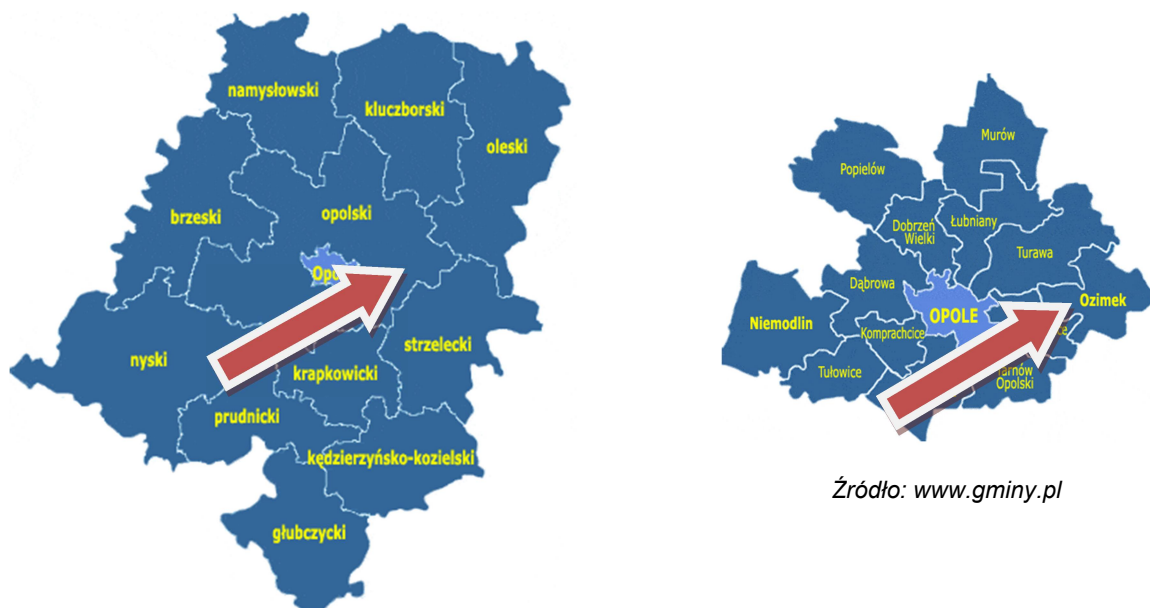 namysłowski
kluczborski
oleski
brzeski
opolski
nyski
strzelecki
krapkowicki
prudnicki
kędzierzyńsko-kozielski
głubczycki
Murów
Popielów
Dobrzeń
Wielki
Łubniany
Turawa
Dąbrowa
Ozimek
Niemodlin
OPOLE
Komprachcice
Tułowice
Opolski
Źródło: www.gminy.pl